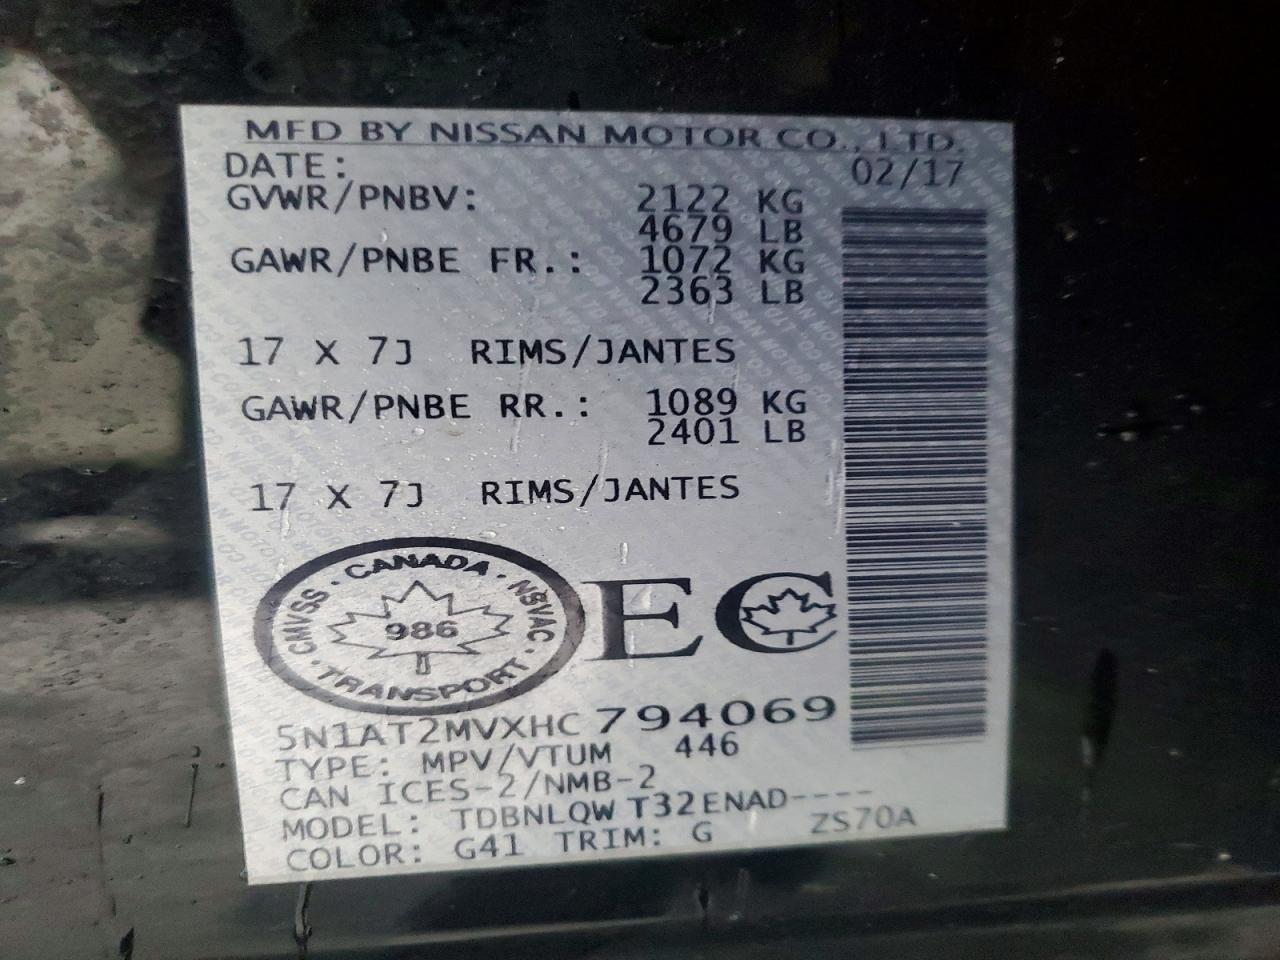 MFD BY NISSAN MOTOR CO., LTD.
DATE: 02/17
GVWR/PNBV: 2122 KG
4679 LB
GAWR/PNBE FR.: 1072 KG
2363 LB
17 X 7J RIMS/JANTES
GAWR/PNBE RR.: 1089 KG
2401 LB
17 X 7J RIMS/JANTES
CANADA
CMVSS · NSVAC
986
TRANSPORT
EC
5N1AT2MVXHC794069
TYPE: MPV/VTUM 446
CAN ICES-2/NMB-2
MODEL: TDBNLQW T32ENAD----
COLOR: G41 TRIM: G ZS70A